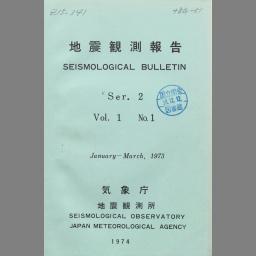 地震観測報告
SEISMOLOGICAL BULLETIN
Ser. 2
Vol. 1 No.1
January—March, 1973
気象庁
地震観測所
SEISMOLOGICAL OBSERVATORY
JAPAN METEOROLOGICAL AGENCY
1974